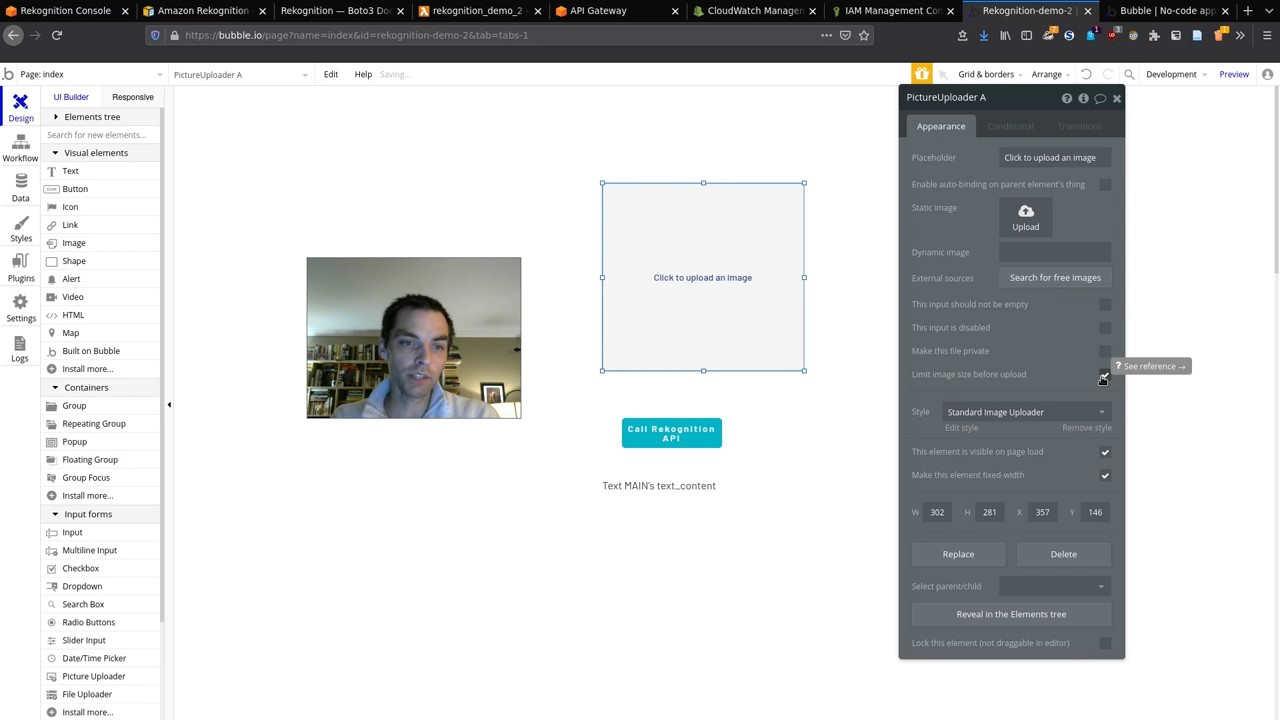 Rekognition Console
Amazon Rekognition
Rekognition — Boto3 Doc
rekognition_demo_2 -
API Gateway
CloudWatch Manager
IAM Management Con
Rekognition-demo-2
Bubble | No-code app
https://bubble.io/page?name=index&id=rekognition-demo-2&tab=tabs-1
Page: index
PictureUploader A
Edit
Help
Saving...
Grid & borders
Arrange
Development
Preview
Design
Workflow
Data
Styles
Plugins
Settings
Logs
UI Builder
Responsive
Elements tree
Search for new elements...
Visual elements
Text
Button
Icon
Link
Image
Shape
Alert
Video
HTML
Map
Built on Bubble
Install more...
Containers
Group
Repeating Group
Popup
Floating Group
Group Focus
Install more...
Input forms
Input
Multiline Input
Checkbox
Dropdown
Search Box
Radio Buttons
Slider Input
Date/Time Picker
Picture Uploader
File Uploader
Install more...
Click to upload an image
Call Rekognition
API
Text MAIN's text_content
PictureUploader A
Appearance
Conditional
Transitions
Placeholder
Click to upload an image
Enable auto-binding on parent element's thing
Static image
Upload
Dynamic image
External sources
Search for free images
This input should not be empty
This input is disabled
Make this file private
Limit image size before upload
? See reference →
Style
Standard Image Uploader
Edit style
Remove style
This element is visible on page load
Make this element fixed-width
W 302 H 281 X 357 Y 146
Replace
Delete
Select parent/child
Reveal in the Elements tree
Lock this element (not draggable in editor)